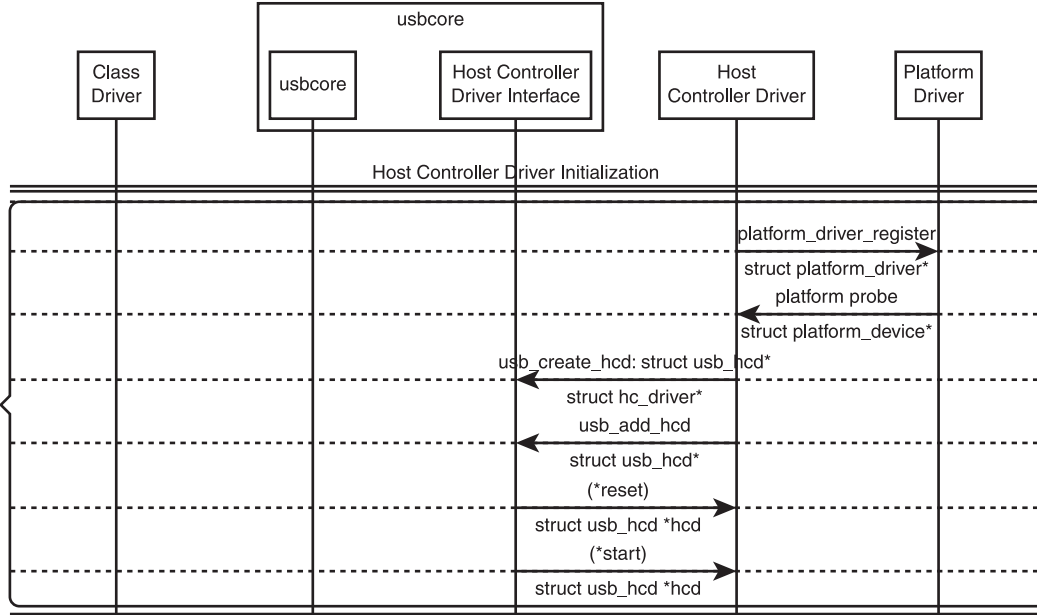 usbcore
Class
Driver
usbcore
Host Controller
Driver Interface
Host
Controller Driver
Platform
Driver
Host Controller Driver Initialization
platform_driver_register
struct platform_driver*
platform probe
struct platform_device*
usb_create_hcd: struct usb_hcd*
struct hc_driver*
usb_add_hcd
struct usb_hcd*
(*reset)
struct usb_hcd *hcd
(*start)
struct usb_hcd *hcd